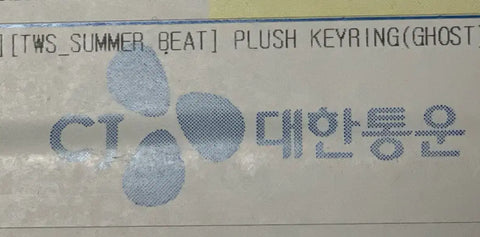 ][TWS_SUMMER BEAT] PLUSH KEYRING(GHOST)
CJ 대한통운